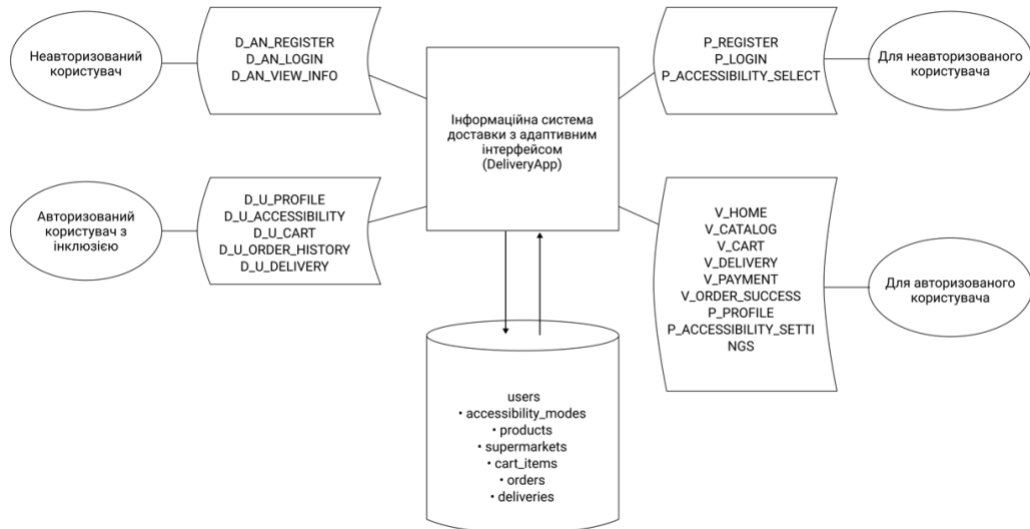 Неавторизований
користувач
D_AN_REGISTER
D_AN_LOGIN
D_AN_VIEW_INFO
Інформаційна система
доставки з адаптивним
інтерфейсом
(DeliveryApp)
P_REGISTER
P_LOGIN
P_ACCESSIBILITY_SELECT
Для неавторизованого
користувача
Авторизований
користувач з
інклюзією
D_U_PROFILE
D_U_ACCESSIBILITY
D_U_CART
D_U_ORDER_HISTORY
D_U_DELIVERY
V_HOME
V_CATALOG
V_CART
V_DELIVERY
V_PAYMENT
V_ORDER_SUCCESS
P_PROFILE
P_ACCESSIBILITY_SETTI
NGS
Для авторизованого
користувача
users
• accessibility_modes
• products
• supermarkets
• cart_items
• orders
• deliveries